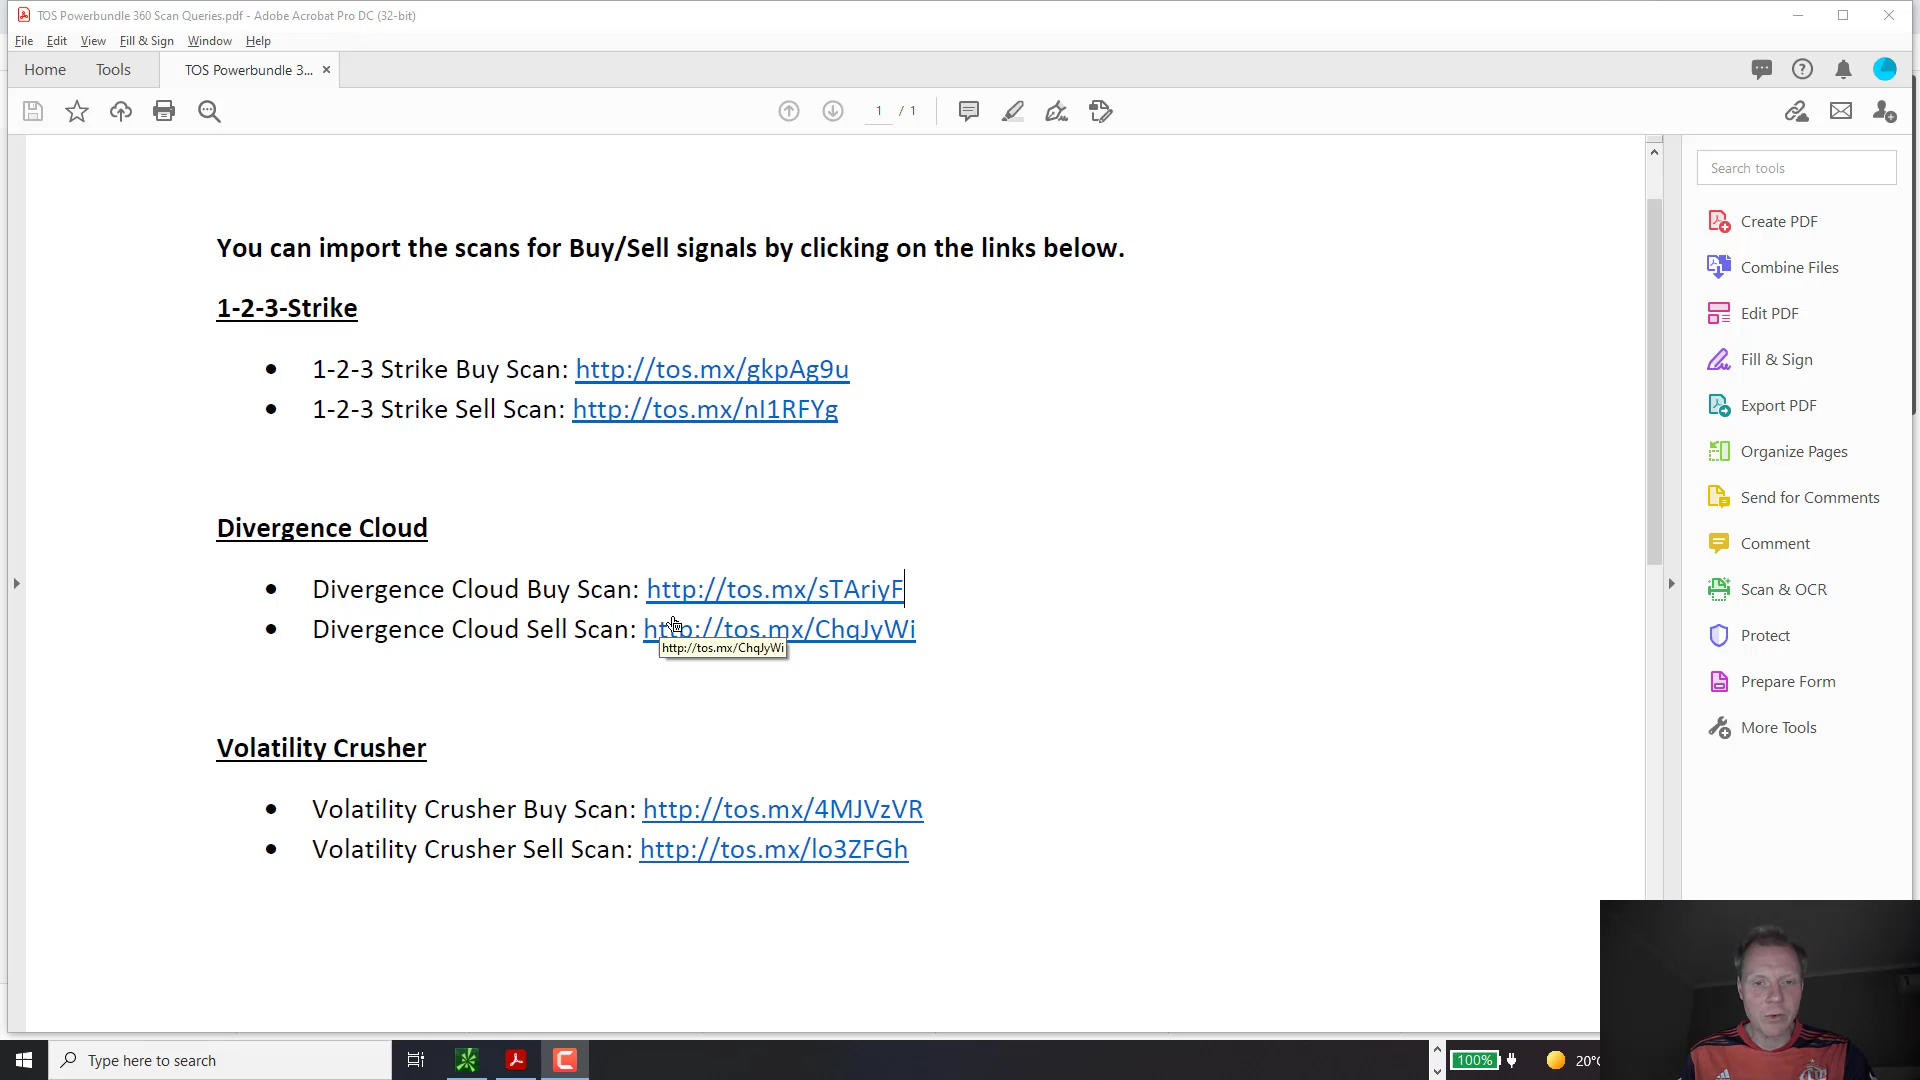 TOS Powerbundle 360 Scan Queries.pdf - Adobe Acrobat Pro DC (32-bit)
File Edit View Fill & Sign Window Help
Home Tools TOS Powerbundle 3... ×
1 / 1
Search tools
You can import the scans for Buy/Sell signals by clicking on the links below.
1-2-3-Strike
• 1-2-3 Strike Buy Scan: http://tos.mx/gkpAg9u
• 1-2-3 Strike Sell Scan: http://tos.mx/nI1RFYg
Divergence Cloud
• Divergence Cloud Buy Scan: http://tos.mx/sTAriyF
• Divergence Cloud Sell Scan: http://tos.mx/ChqJyWi
http://tos.mx/ChqJyWi
Volatility Crusher
• Volatility Crusher Buy Scan: http://tos.mx/4MJVzVR
• Volatility Crusher Sell Scan: http://tos.mx/lo3ZFGh
Create PDF
Combine Files
Edit PDF
Fill & Sign
Export PDF
Organize Pages
Send for Comments
Comment
Scan & OCR
Protect
Prepare Form
More Tools
Type here to search
100%
20°C